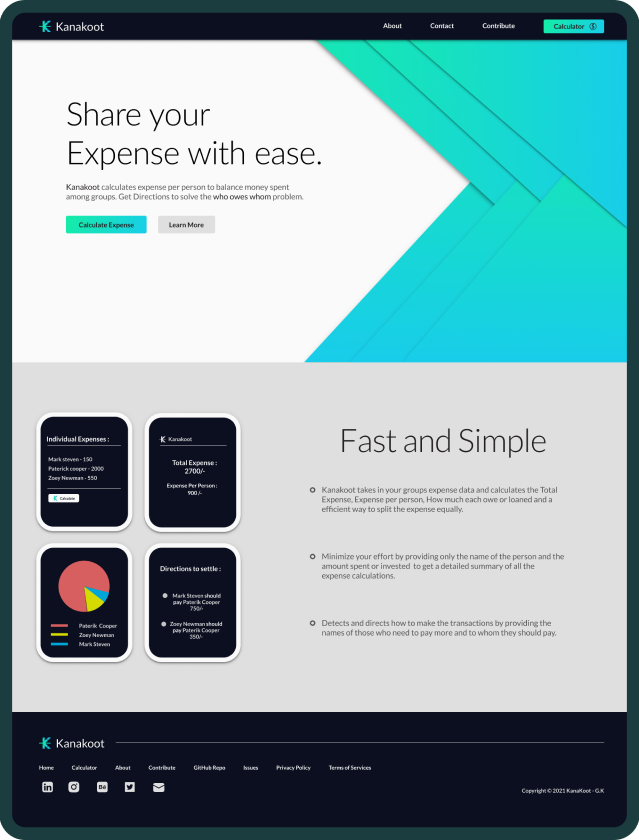 Kanakoot
About
Contact
Contribute
Calculator
Share your
Expense with ease.
Kanakoot calculates expense per person to balance money spent
among groups. Get Directions to solve the who owes whom problem.
Calculate Expense
Learn More
Individual Expenses :
Mark steven - 150
Paterick cooper - 2000
Zoey Newman - 550
Calculate
Kanakoot
Total Expense :
2700/-
Expense Per Person :
900 /-
Paterik Cooper
Zoey Newman
Mark Steven
Directions to settle :
Mark Steven should
pay Paterik Cooper
750/-
Zoey Newman should
pay Paterik Cooper
350/-
Fast and Simple
Kanakoot takes in your groups expense data and calculates the Total
Expense, Expense per person, How much each owe or loaned and a
efficient way to split the expense equally.
Minimize your effort by providing only the name of the person and the
amount spent or invested to get a detailed summary of all the
expense calculations.
Detects and directs how to make the transactions by providing the
names of those who need to pay more and to whom they should pay.
Kanakoot
Home
Calculator
About
Contribute
GitHub Repo
Issues
Privacy Policy
Terms of Services
Copyright © 2021 KanaKoot - G.K